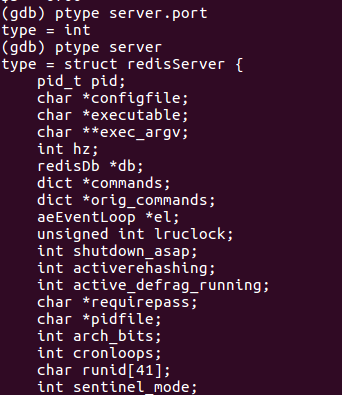 (gdb) ptype server.port
type = int
(gdb) ptype server
type = struct redisServer {
    pid_t pid;
    char *configfile;
    char *executable;
    char **exec_argv;
    int hz;
    redisDb *db;
    dict *commands;
    dict *orig_commands;
    aeEventLoop *el;
    unsigned int lruclock;
    int shutdown_asap;
    int activerehashing;
    int active_defrag_running;
    char *requirepass;
    char *pidfile;
    int arch_bits;
    int cronloops;
    char runid[41];
    int sentinel_mode;